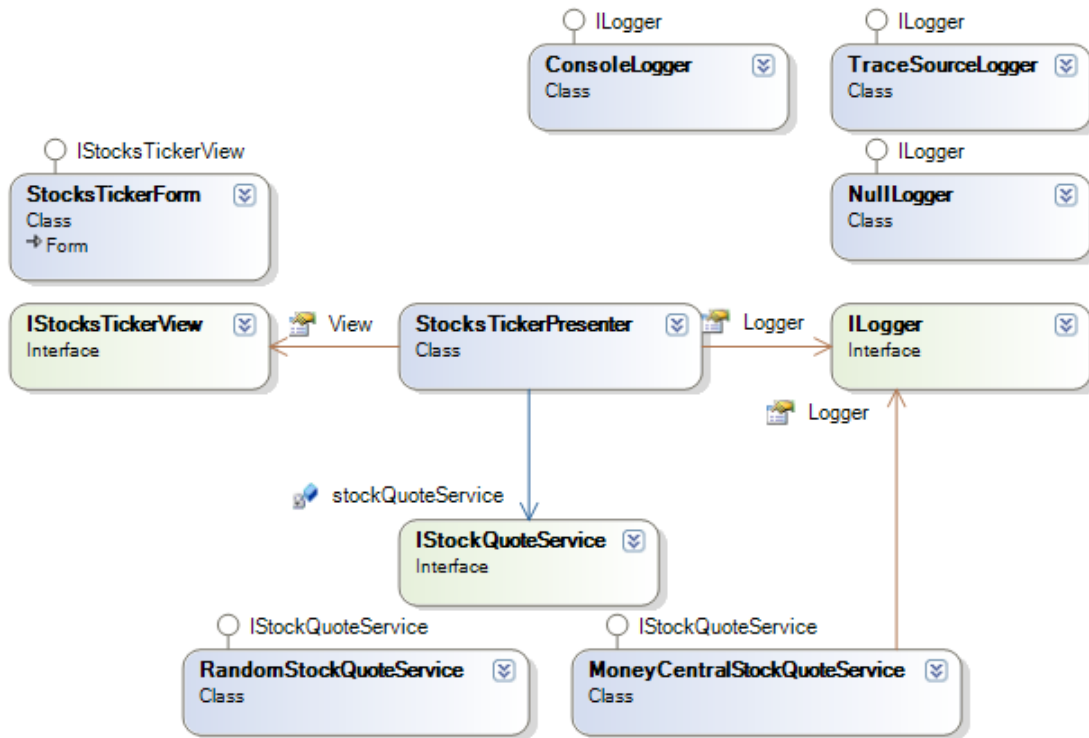 ILogger
ILogger
ConsoleLogger
Class
TraceSourceLogger
Class
IStocksTickerView
ILogger
StocksTickerForm
Class
Form
NullLogger
Class
IStocksTickerView
Interface
View
StocksTickerPresenter
Class
Logger
ILogger
Interface
Logger
stockQuoteService
IStockQuoteService
Interface
IStockQuoteService
IStockQuoteService
RandomStockQuoteService
Class
MoneyCentralStockQuoteService
Class